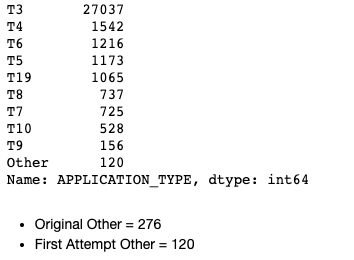 T3 27037
T4 1542
T6 1216
T5 1173
T19 1065
T8 737
T7 725
T10 528
T9 156
Other 120
Name: APPLICATION_TYPE, dtype: int64
• Original Other = 276
• First Attempt Other = 120